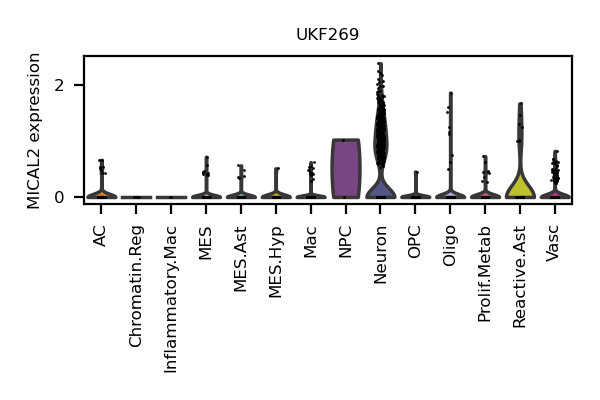 UKF269
MICAL2 expression
2
0
AC
Chromatin.Reg
Inflammatory.Mac
MES
MES.Ast
MES.Hyp
Mac
NPC
Neuron
OPC
Oligo
Prolif.Metab
Reactive.Ast
Vasc